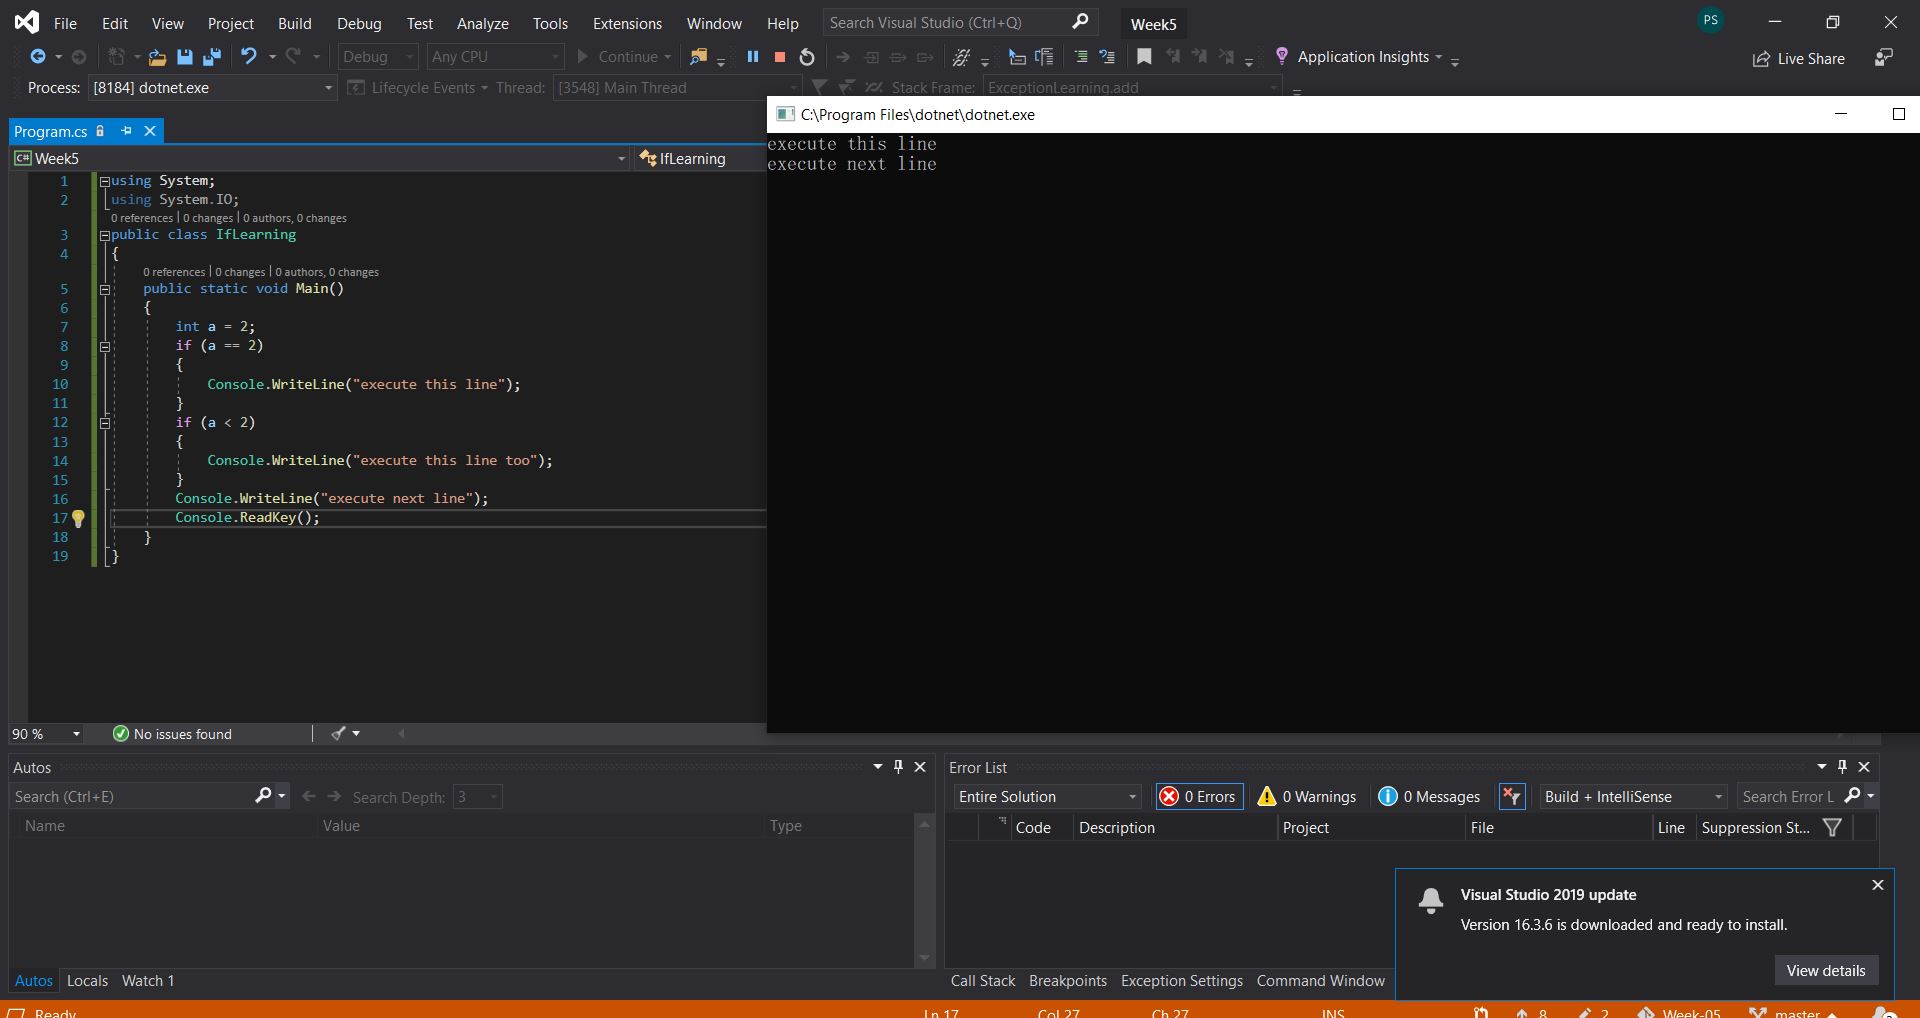 File Edit View Project Build Debug Test Analyze Tools Extensions Window Help Search Visual Studio (Ctrl+Q) Week5 PS
Debug Any CPU Continue Application Insights Live Share
Process: [8184] dotnet.exe Lifecycle Events Thread: [3548] Main Thread Stack Frame: ExceptionLearning.add
Program.cs
C# Week5 IfLearning
1 using System;
2 using System.IO;
0 references | 0 changes | 0 authors, 0 changes
3 public class IfLearning
4 {
0 references | 0 changes | 0 authors, 0 changes
5 public static void Main()
6 {
7 int a = 2;
8 if (a == 2)
9 {
10 Console.WriteLine("execute this line");
11 }
12 if (a < 2)
13 {
14 Console.WriteLine("execute this line too");
15 }
16 Console.WriteLine("execute next line");
17 Console.ReadKey();
18 }
19 }
C:\Program Files\dotnet\dotnet.exe
execute this line
execute next line
90 % No issues found
Autos
Search (Ctrl+E) Search Depth: 3
Name Value Type
Autos Locals Watch 1
Error List
Entire Solution 0 Errors 0 Warnings 0 Messages Build + IntelliSense Search Error L
Code Description Project File Line Suppression St...
Call Stack Breakpoints Exception Settings Command Window
Visual Studio 2019 update
Version 16.3.6 is downloaded and ready to install.
View details
Ready Ln 17 Col 27 Ch 27 INS 8 2 Week-05 master